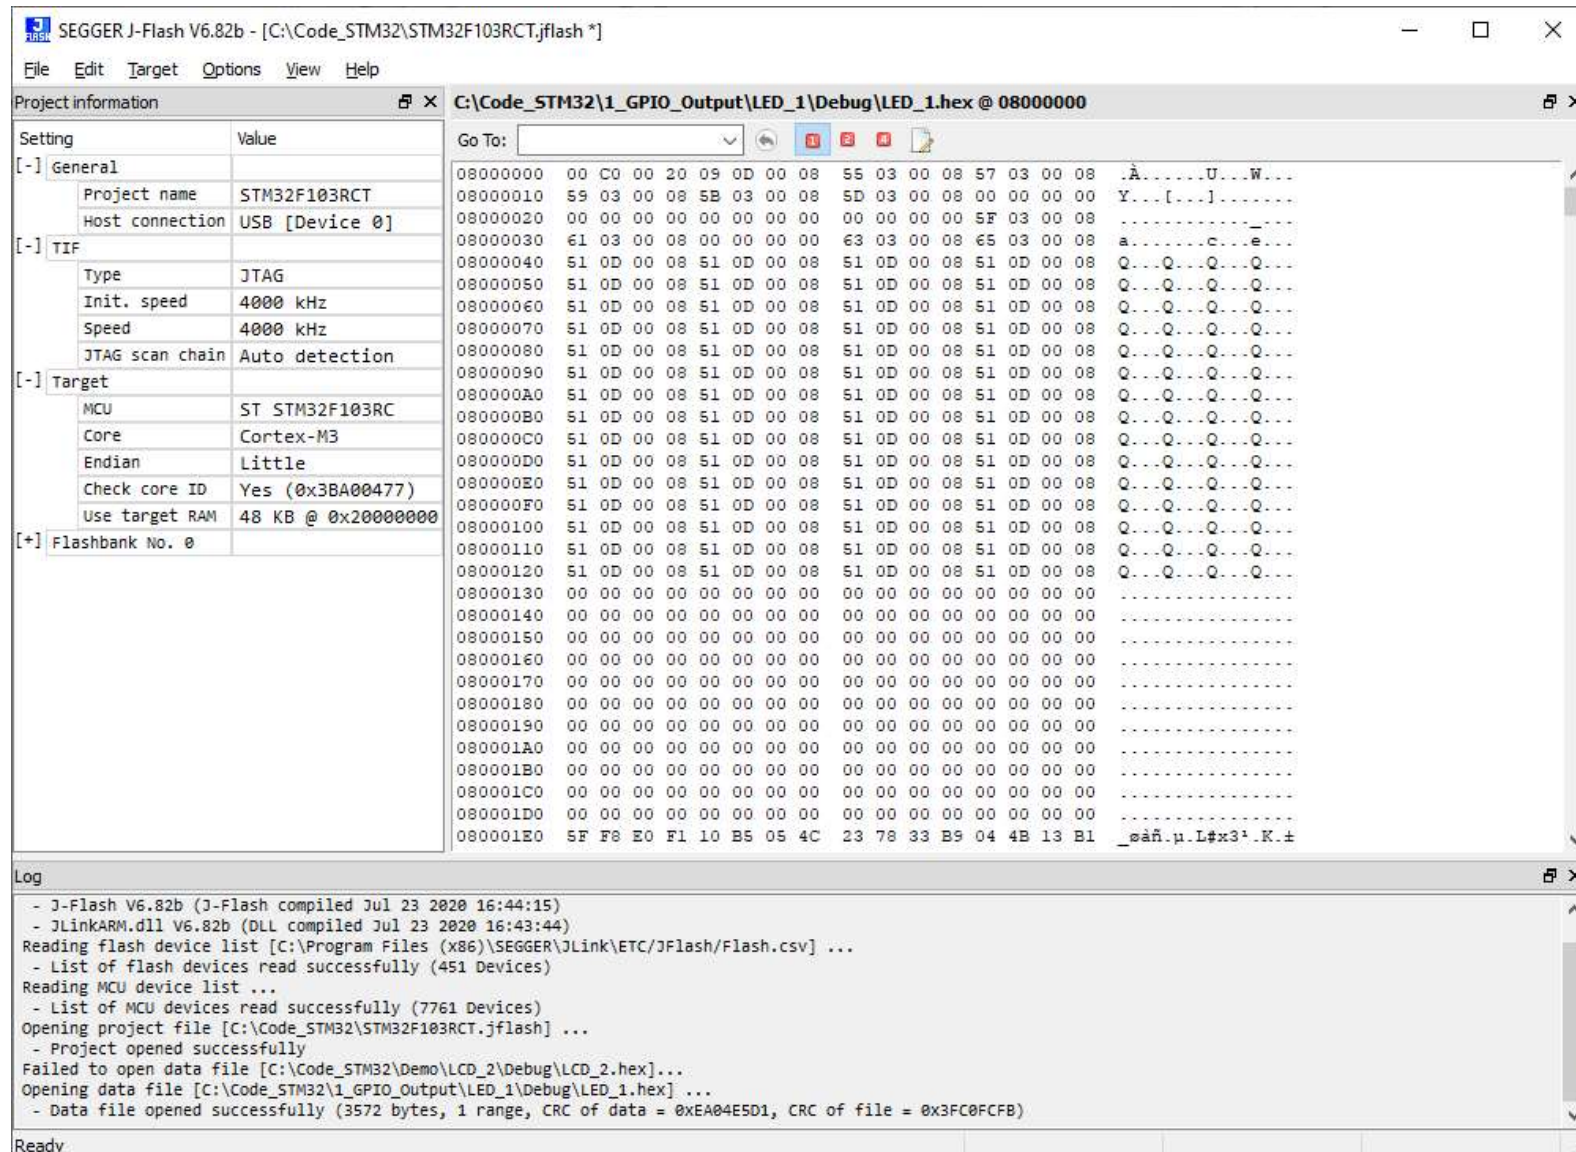 SEGGER J-Flash V6.82b - [C:\Code_STM32\STM32F103RCT.jflash *]
File Edit Target Options View Help
Project information
Setting Value
[-] General
Project name STM32F103RCT
Host connection USB [Device 0]
[-] TIF
Type JTAG
Init. speed 4000 kHz
Speed 4000 kHz
JTAG scan chain Auto detection
[-] Target
MCU ST STM32F103RC
Core Cortex-M3
Endian Little
Check core ID Yes (0x3BA00477)
Use target RAM 48 KB @ 0x20000000
[+] Flashbank No. 0
C:\Code_STM32\1_GPIO_Output\LED_1\Debug\LED_1.hex @ 08000000
Go To: 1 2 4
08000000 00 C0 00 20 09 0D 00 08 55 03 00 08 57 03 00 08 .À......U...W...
08000010 59 03 00 08 5B 03 00 08 5D 03 00 08 00 00 00 00 Y...[...].......
08000020 00 00 00 00 00 00 00 00 00 00 00 00 5F 03 00 08 ............_...
08000030 61 03 00 08 00 00 00 00 63 03 00 08 65 03 00 08 a.......c...e...
08000040 51 0D 00 08 51 0D 00 08 51 0D 00 08 51 0D 00 08 Q...Q...Q...Q...
08000050 51 0D 00 08 51 0D 00 08 51 0D 00 08 51 0D 00 08 Q...Q...Q...Q...
08000060 51 0D 00 08 51 0D 00 08 51 0D 00 08 51 0D 00 08 Q...Q...Q...Q...
08000070 51 0D 00 08 51 0D 00 08 51 0D 00 08 51 0D 00 08 Q...Q...Q...Q...
08000080 51 0D 00 08 51 0D 00 08 51 0D 00 08 51 0D 00 08 Q...Q...Q...Q...
08000090 51 0D 00 08 51 0D 00 08 51 0D 00 08 51 0D 00 08 Q...Q...Q...Q...
080000A0 51 0D 00 08 51 0D 00 08 51 0D 00 08 51 0D 00 08 Q...Q...Q...Q...
080000B0 51 0D 00 08 51 0D 00 08 51 0D 00 08 51 0D 00 08 Q...Q...Q...Q...
080000C0 51 0D 00 08 51 0D 00 08 51 0D 00 08 51 0D 00 08 Q...Q...Q...Q...
080000D0 51 0D 00 08 51 0D 00 08 51 0D 00 08 51 0D 00 08 Q...Q...Q...Q...
080000E0 51 0D 00 08 51 0D 00 08 51 0D 00 08 51 0D 00 08 Q...Q...Q...Q...
080000F0 51 0D 00 08 51 0D 00 08 51 0D 00 08 51 0D 00 08 Q...Q...Q...Q...
08000100 51 0D 00 08 51 0D 00 08 51 0D 00 08 51 0D 00 08 Q...Q...Q...Q...
08000110 51 0D 00 08 51 0D 00 08 51 0D 00 08 51 0D 00 08 Q...Q...Q...Q...
08000120 51 0D 00 08 51 0D 00 08 51 0D 00 08 51 0D 00 08 Q...Q...Q...Q...
08000130 00 00 00 00 00 00 00 00 00 00 00 00 00 00 00 00 ................
08000140 00 00 00 00 00 00 00 00 00 00 00 00 00 00 00 00 ................
08000150 00 00 00 00 00 00 00 00 00 00 00 00 00 00 00 00 ................
08000160 00 00 00 00 00 00 00 00 00 00 00 00 00 00 00 00 ................
08000170 00 00 00 00 00 00 00 00 00 00 00 00 00 00 00 00 ................
08000180 00 00 00 00 00 00 00 00 00 00 00 00 00 00 00 00 ................
08000190 00 00 00 00 00 00 00 00 00 00 00 00 00 00 00 00 ................
080001A0 00 00 00 00 00 00 00 00 00 00 00 00 00 00 00 00 ................
080001B0 00 00 00 00 00 00 00 00 00 00 00 00 00 00 00 00 ................
080001C0 00 00 00 00 00 00 00 00 00 00 00 00 00 00 00 00 ................
080001D0 00 00 00 00 00 00 00 00 00 00 00 00 00 00 00 00 ................
080001E0 5F F8 E0 F1 10 B5 05 4C 23 78 33 B9 04 4B 13 B1 _øàñ.µ.L#x3¹.K.±
Log
- J-Flash V6.82b (J-Flash compiled Jul 23 2020 16:44:15)
- JLinkARM.dll V6.82b (DLL compiled Jul 23 2020 16:43:44)
Reading flash device list [C:\Program Files (x86)\SEGGER\JLink\ETC/JFlash/Flash.csv] ...
- List of flash devices read successfully (451 Devices)
Reading MCU device list ...
- List of MCU devices read successfully (7761 Devices)
Opening project file [C:\Code_STM32\STM32F103RCT.jflash] ...
- Project opened successfully
Failed to open data file [C:\Code_STM32\Demo\LCD_2\Debug\LCD_2.hex]...
Opening data file [C:\Code_STM32\1_GPIO_Output\LED_1\Debug\LED_1.hex] ...
- Data file opened successfully (3572 bytes, 1 range, CRC of data = 0xEA04E5D1, CRC of file = 0x3FC0FCFB)
Ready